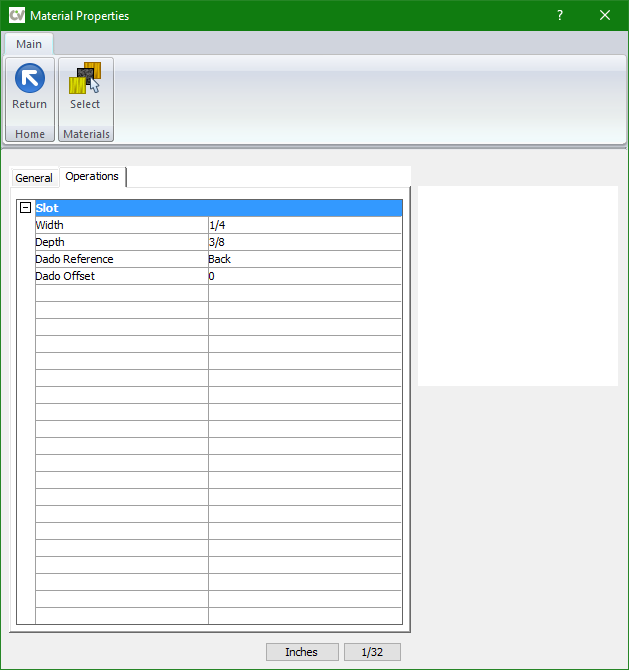 CV Material Properties ? ×
Main
Return Select
Home Materials
General Operations
Slot
Width 1/4
Depth 3/8
Dado Reference Back
Dado Offset 0
Inches 1/32